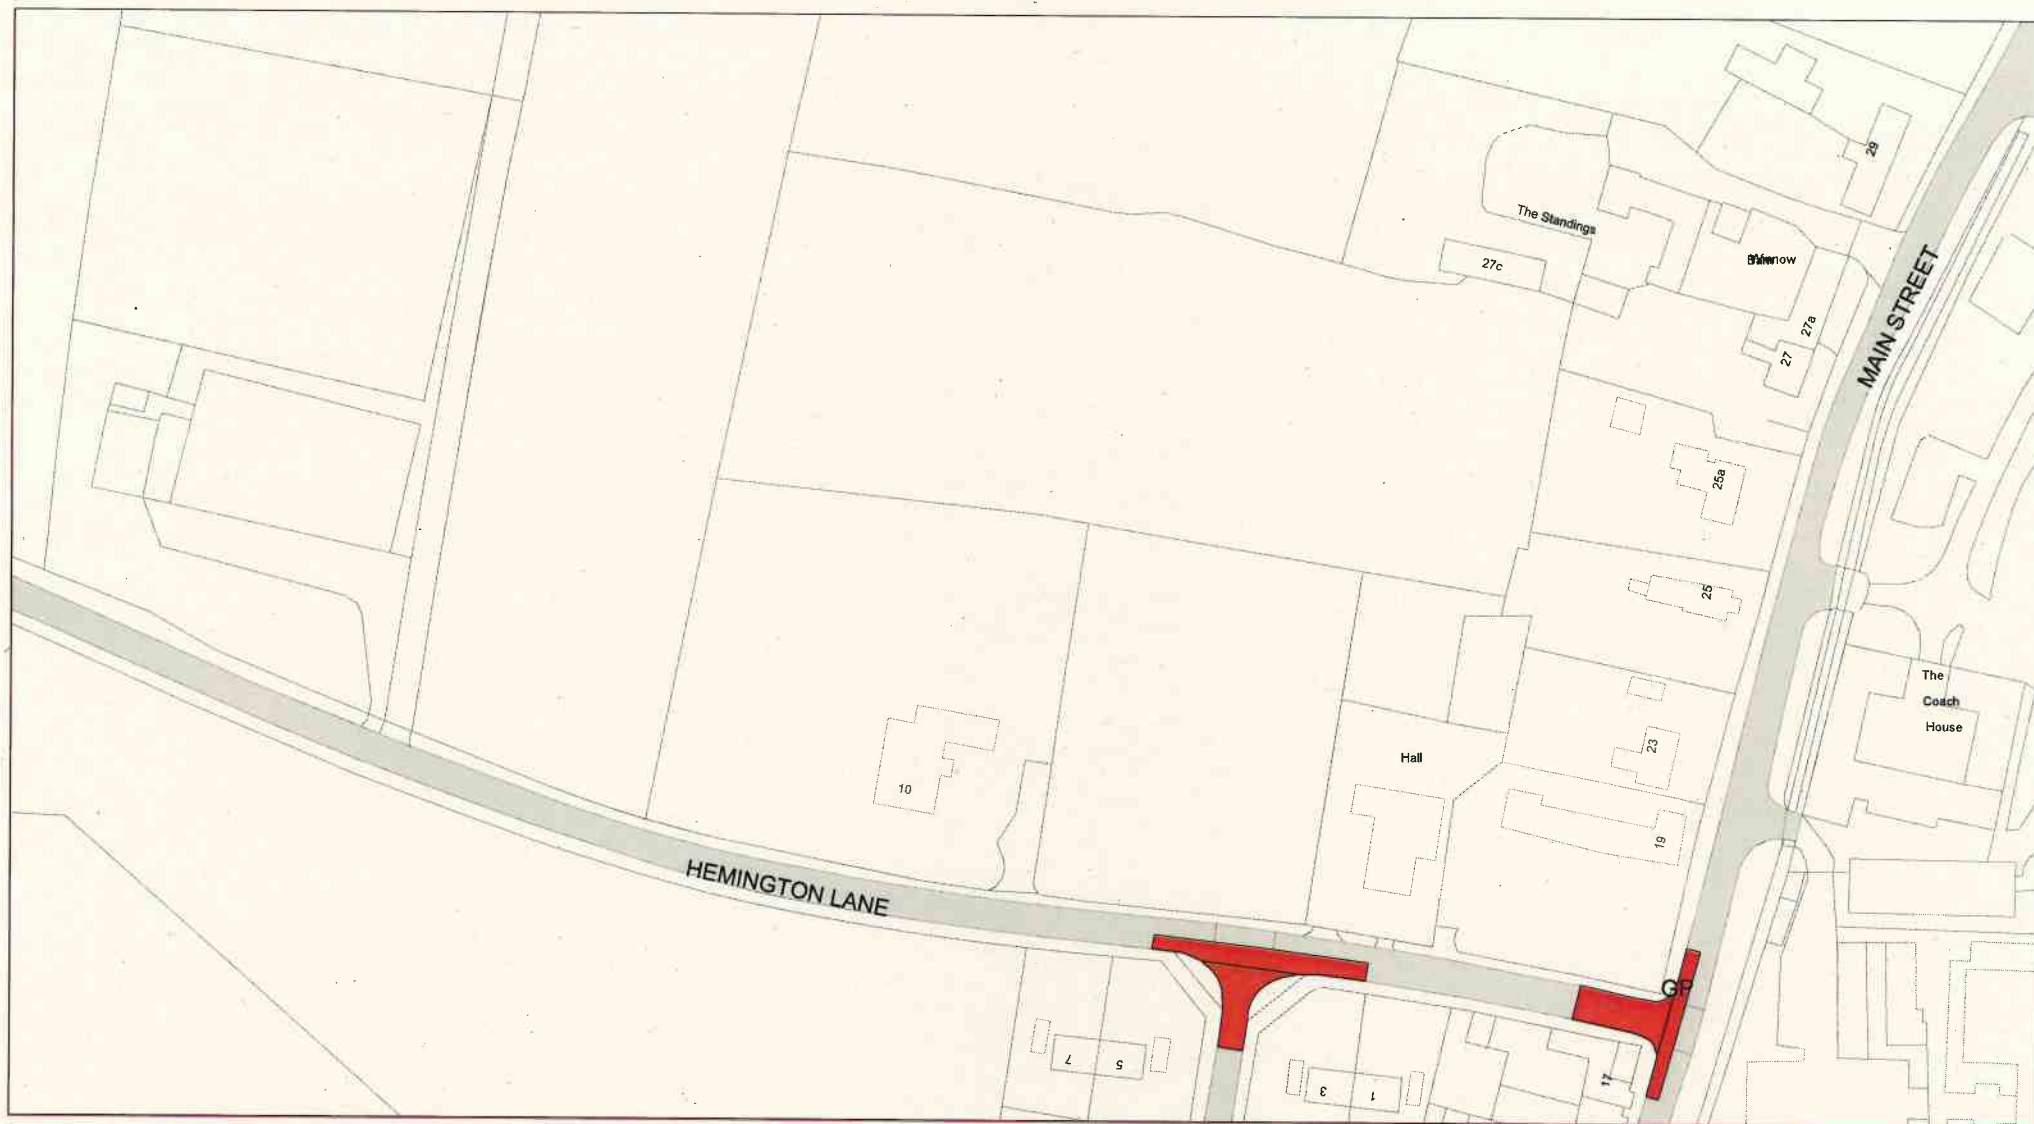 29
The Standings
27c
27a
27
MAIN STREET
25a
25
The
Coach
House
23
Hall
10
19
HEMINGTON LANE
GP
7
5
3
1
17